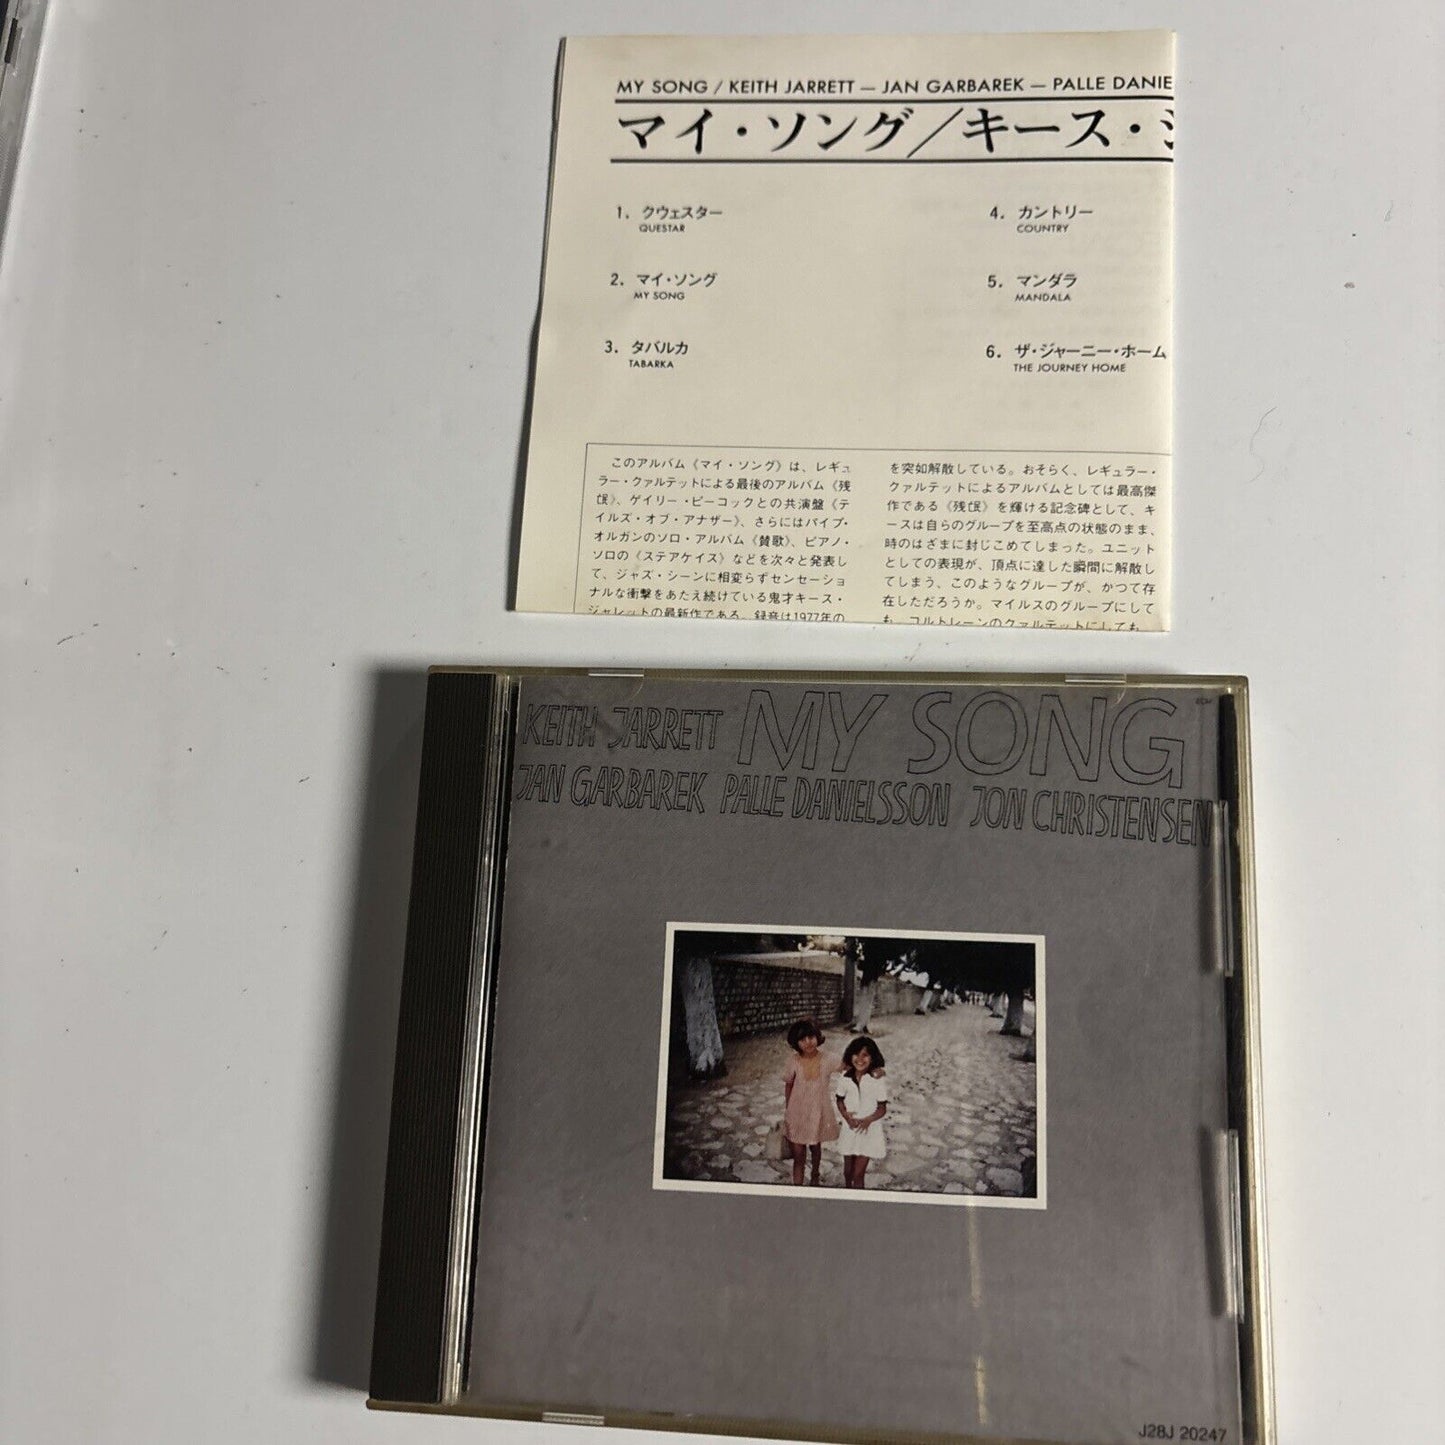 MY SONG / KEITH JARRETT — JAN GARBAREK — PALLE DANIE
マイ・ソング／キース・
1. クウェスター
QUESTAR
2. マイ・ソング
MY SONG
3. タバルカ
TABARKA
4. カントリー
COUNTRY
5. マンダラ
MANDALA
6. ザ・ジャーニー・ホーム
THE JOURNEY HOME
このアルバム《マイ・ソング》は、レギュ
ラー・クァルテットによる最後のアルバム《残
氓》、ゲイリー・ピーコックとの共演盤《テ
イルズ・オブ・アナザー》、さらにはパイプ・
オルガンのソロ・アルバム《賛歌》、ピアノ・
ソロの《ステアケイス》などを次々と発表し
て、ジャズ・シーンに相変らずセンセーショ
ナルな衝撃をあたえ続けている鬼才キース・
ジャレットの最新作である。録音は1977年の
を突如解散している。おそらく、レギュラー・
クァルテットによるアルバムとしては最高傑
作である《残氓》を輝ける記念碑として、キ
ースは自らのグループを至高点の状態のまま、
時のはざまに封じこめてしまった。ユニット
としての表現が、頂点に達した瞬間に解散し
てしまう、このようなグループが、かつて存
在しただろうか。マイルスのグループにして
も、コルトレーンのクァルテットにしても、
KEITH JARRETT MY SONG
JAN GARBAREK PALLE DANIELSSON JON CHRISTENSEN
ECM
J28J 20247